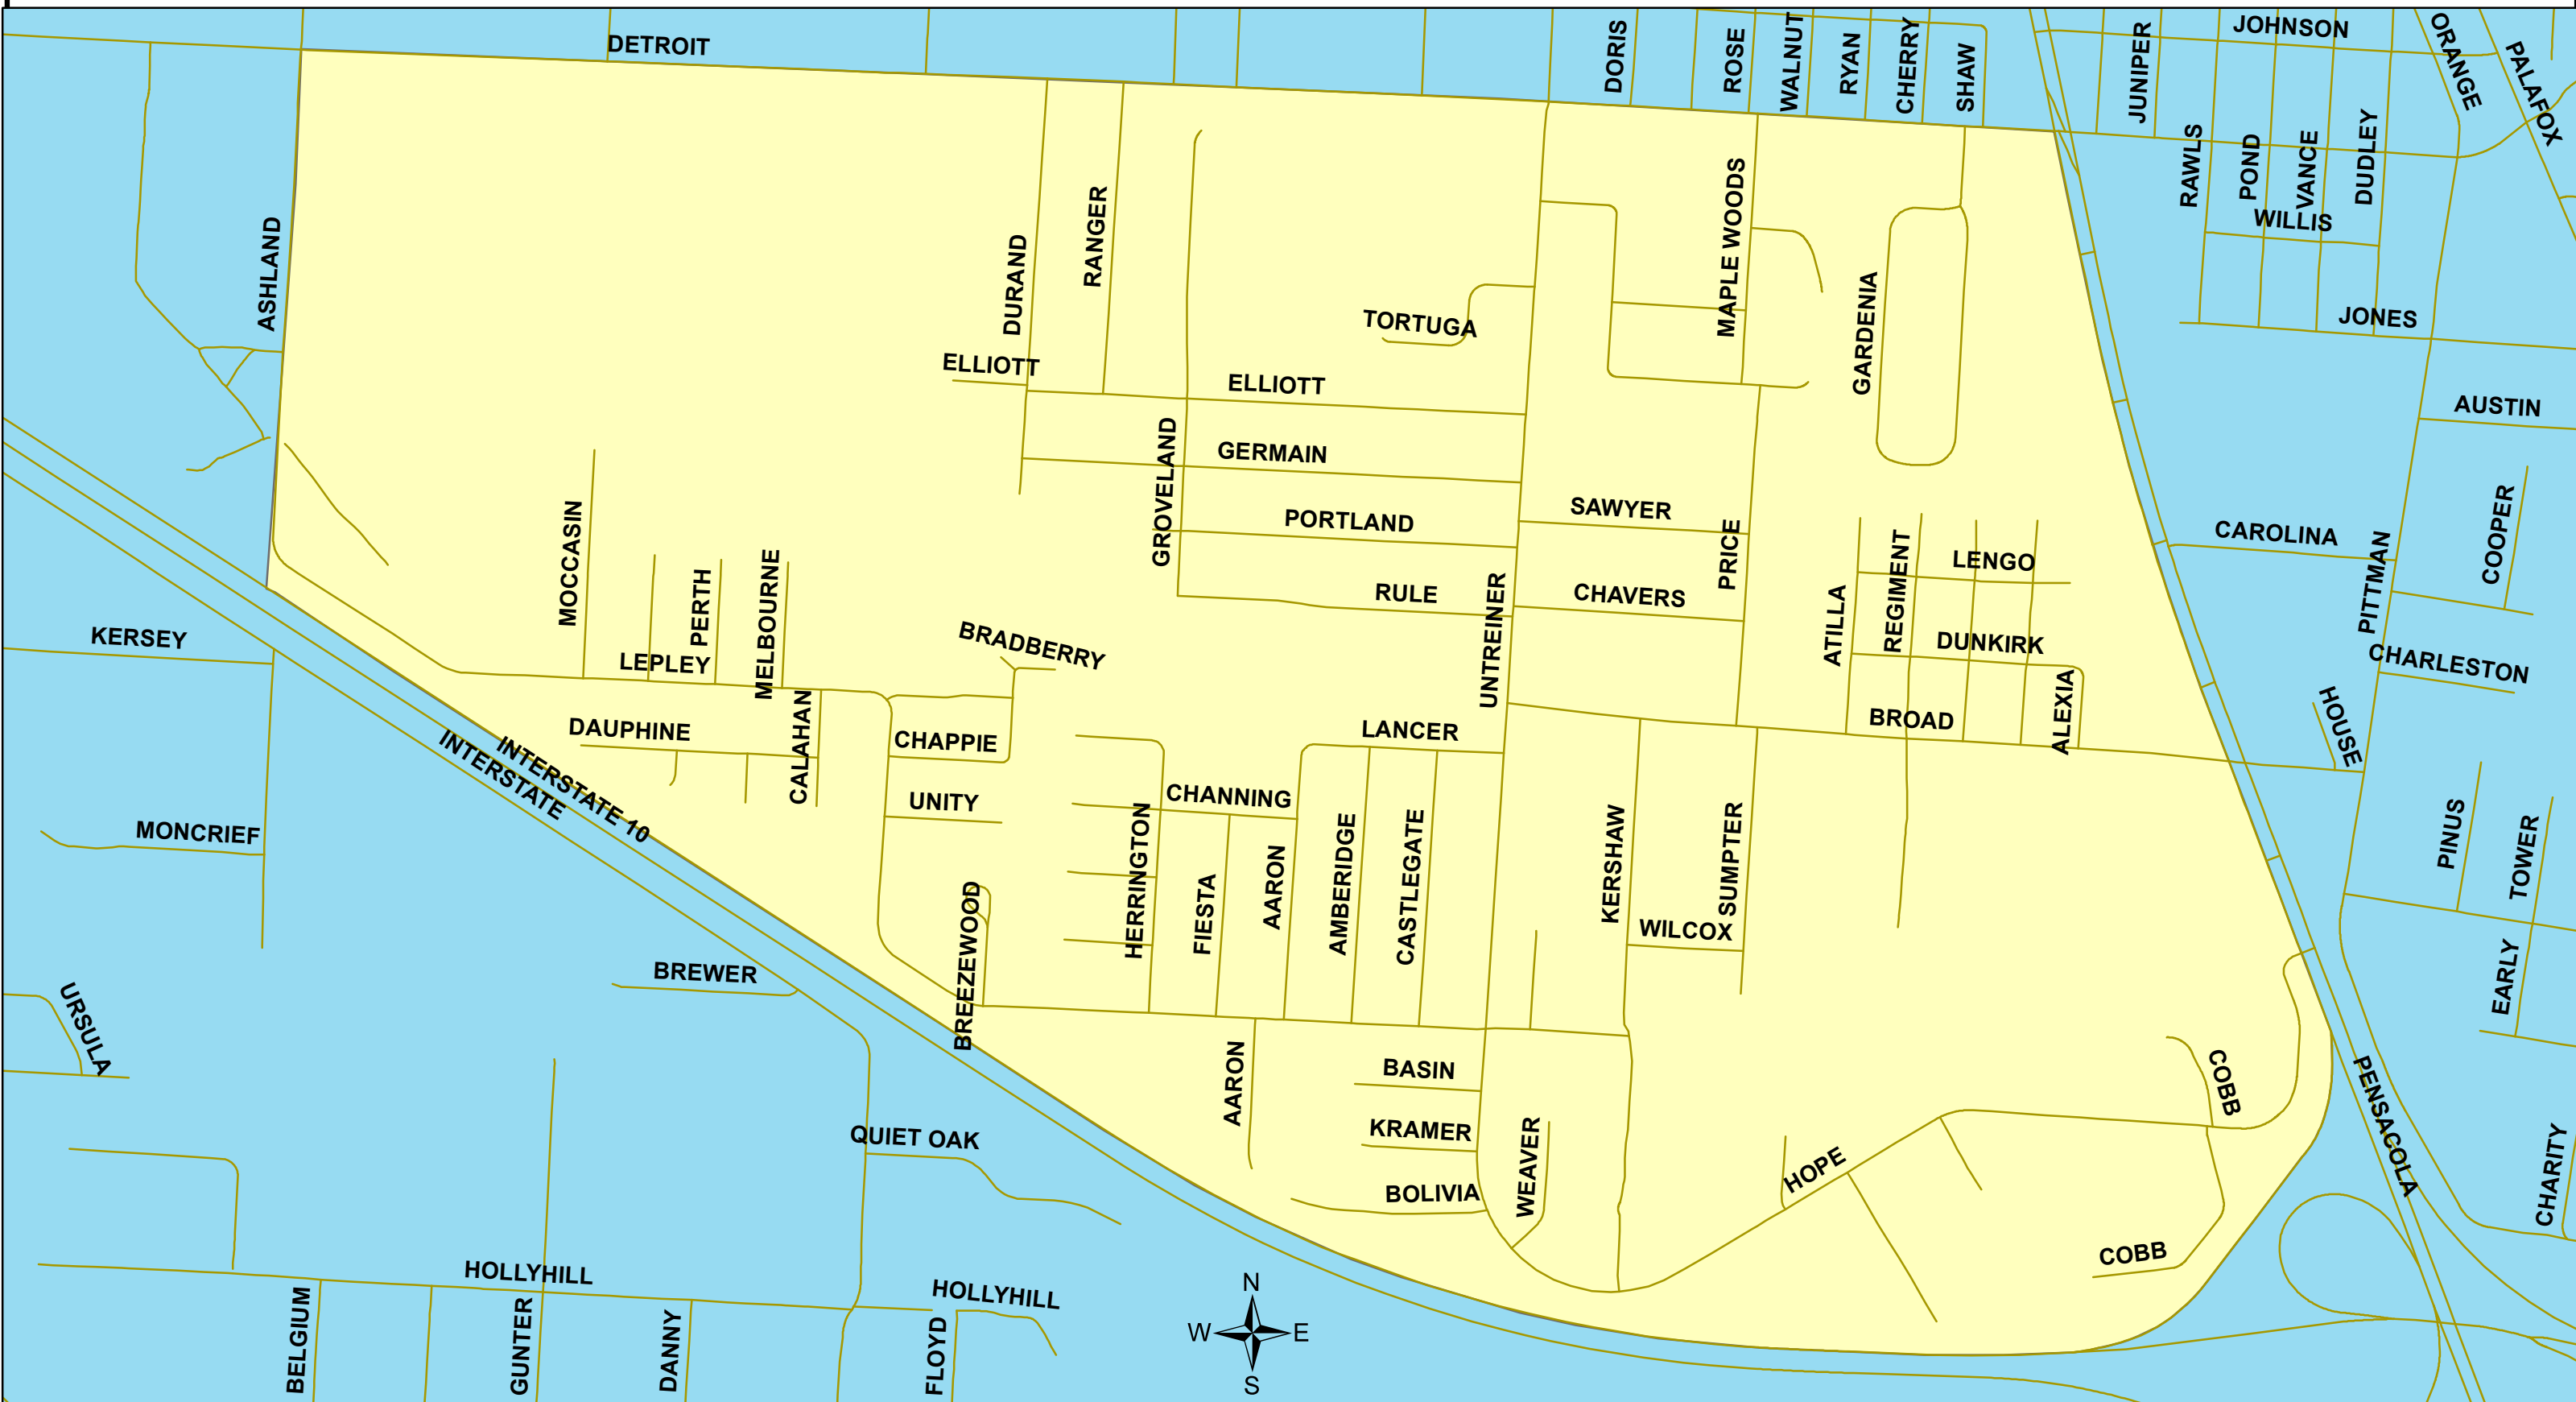 DETROIT
DORIS
ROSE
WALNUT
RYAN
CHERRY
SHAW
JUNIPER
JOHNSON
ORANGE
PALAFOX
RAWLS
POND
VANCE
DUDLEY
WILLIS
JONES
ASHLAND
DURAND
RANGER
MAPLE WOODS
GARDENIA
TORTUGA
ELLIOTT
ELLIOTT
AUSTIN
GROVELAND
GERMAIN
PORTLAND
SAWYER
PRICE
REGIMENT
LENGO
CAROLINA
PITTMAN
COOPER
MOCCASIN
PERTH
MELBOURNE
RULE
UNTREINER
CHAVERS
ATILLA
DUNKIRK
KERSEY
LEPLEY
BRADBERRY
CHARLESTON
ALEXIA
HOUSE
DAUPHINE
CALAHAN
CHAPPIE
LANCER
BROAD
INTERSTATE 10
INTERSTATE
UNITY
CHANNING
HERRINGTON
FIESTA
AARON
AMBERIDGE
CASTLEGATE
KERSHAW
SUMPTER
WILCOX
PINUS
TOWER
EARLY
MONCRIEF
BREWER
BREEZEWOOD
URSULA
AARON
BASIN
KRAMER
BOLIVIA
WEAVER
HOPE
COBB
COBB
PENSACOLA
CHARITY
QUIET OAK
HOLLYHILL
HOLLYHILL
BELGIUM
GUNTER
DANNY
FLOYD
N
W E
S